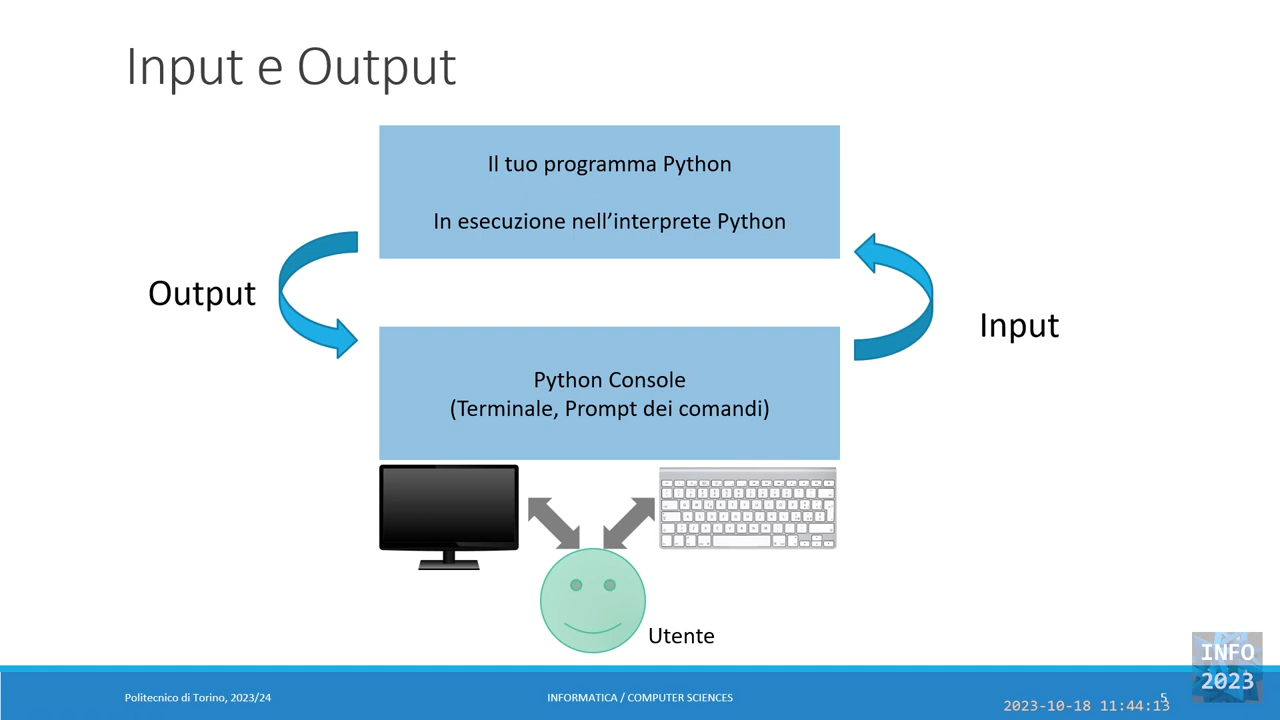 Input e Output
Il tuo programma Python
In esecuzione nell’interprete Python
Output
Input
Python Console
(Terminale, Prompt dei comandi)
Utente
Politecnico di Torino, 2023/24
INFORMATICA / COMPUTER SCIENCES
5
2023-10-18 11:44:13
INFO
2023